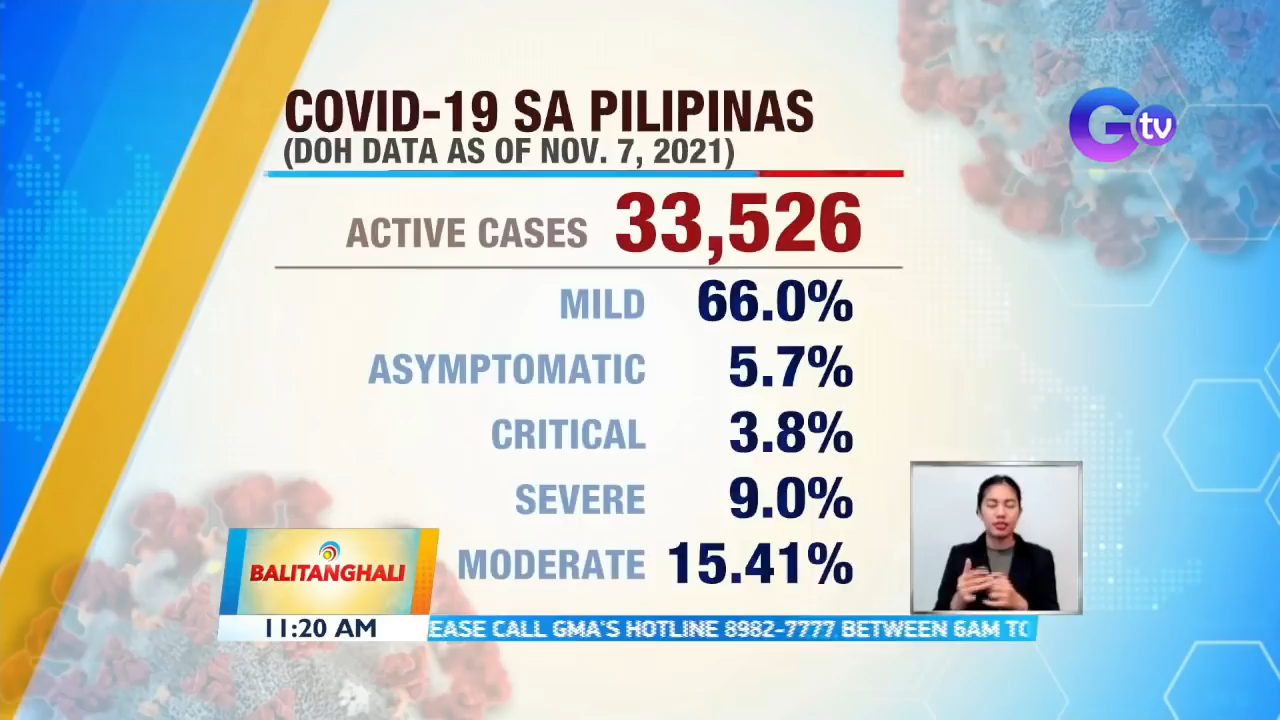 COVID-19 SA PILIPINAS
(DOH DATA AS OF NOV. 7, 2021)
Gtv
ACTIVE CASES 33,526
MILD 66.0%
ASYMPTOMATIC 5.7%
CRITICAL 3.8%
SEVERE 9.0%
MODERATE 15.41%
BALITANGHALI
11:20 AM
EASE CALL GMA'S HOTLINE 8982-7777 BETWEEN 6AM TO